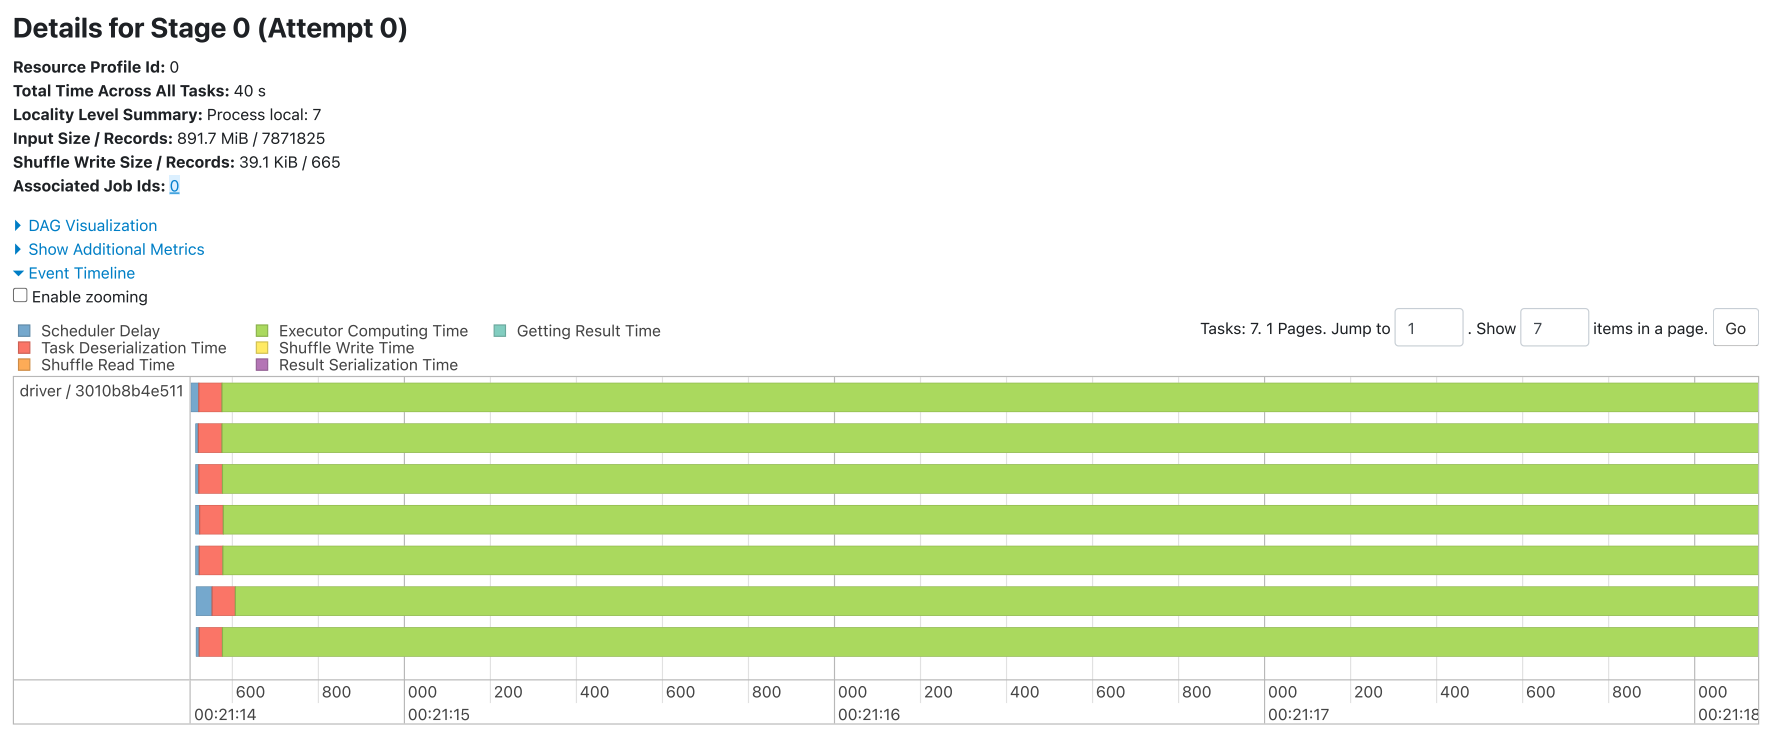 Details for Stage 0 (Attempt 0)
Resource Profile Id: 0
Total Time Across All Tasks: 40 s
Locality Level Summary: Process local: 7
Input Size / Records: 891.7 MiB / 7871825
Shuffle Write Size / Records: 39.1 KiB / 665
Associated Job Ids: 0
DAG Visualization
Show Additional Metrics
Event Timeline
Enable zooming
Scheduler Delay Executor Computing Time Getting Result Time
Task Deserialization Time Shuffle Write Time
Shuffle Read Time Result Serialization Time
Tasks: 7. 1 Pages. Jump to 1 . Show 7 items in a page. Go
driver / 3010b8b4e511
600 800 000 200 400 600 800 000 200 400 600 800 000 200 400 600 800 000
00:21:14 00:21:15 00:21:16 00:21:17 00:21:18